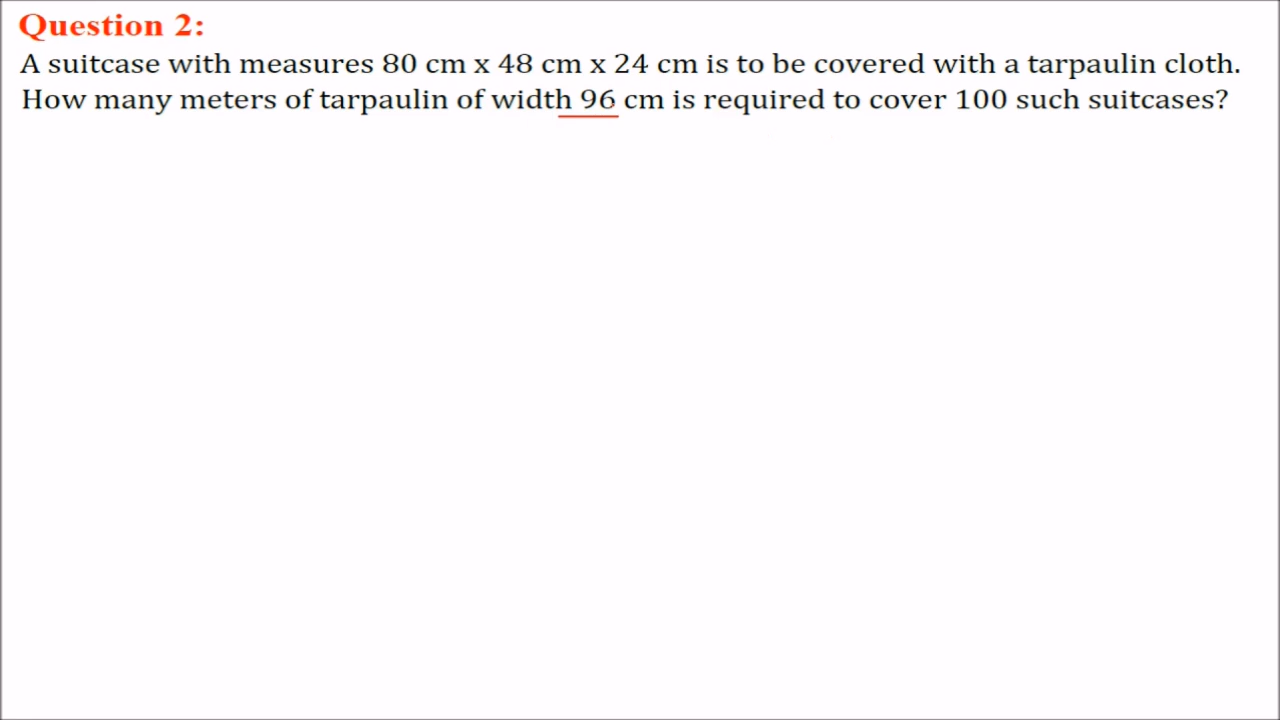 Question 2:
A suitcase with measures 80 cm x 48 cm x 24 cm is to be covered with a tarpaulin cloth.
How many meters of tarpaulin of width 96 cm is required to cover 100 such suitcases?